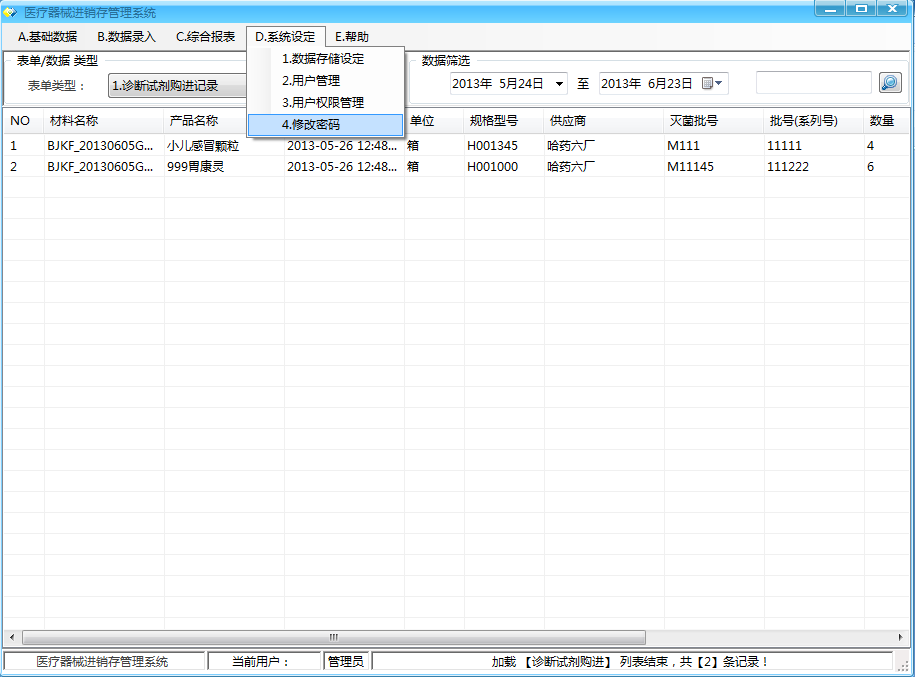 医疗器械进销存管理系统
A.基础数据 B.数据录入 C.综合报表 D.系统设定 E.帮助
表单/数据 类型
表单类型： 1.诊断试剂购进记录
1.数据存储设定
2.用户管理
3.用户权限管理
4.修改密码
数据筛选
2013年 5月24日 至 2013年 6月23日
NO 材料名称 产品名称 单位 规格型号 供应商 灭菌批号 批号(系列号) 数量
1 BJKF_20130605G... 小儿感冒颗粒 2013-05-26 12:48... 箱 H001345 哈药六厂 M111 11111 4
2 BJKF_20130605G... 999胃康灵 2013-05-26 12:48... 箱 H001000 哈药六厂 M11145 111222 6
医疗器械进销存管理系统 当前用户： 管理员 加载 【诊断试剂购进】 列表结束，共【2】条记录！